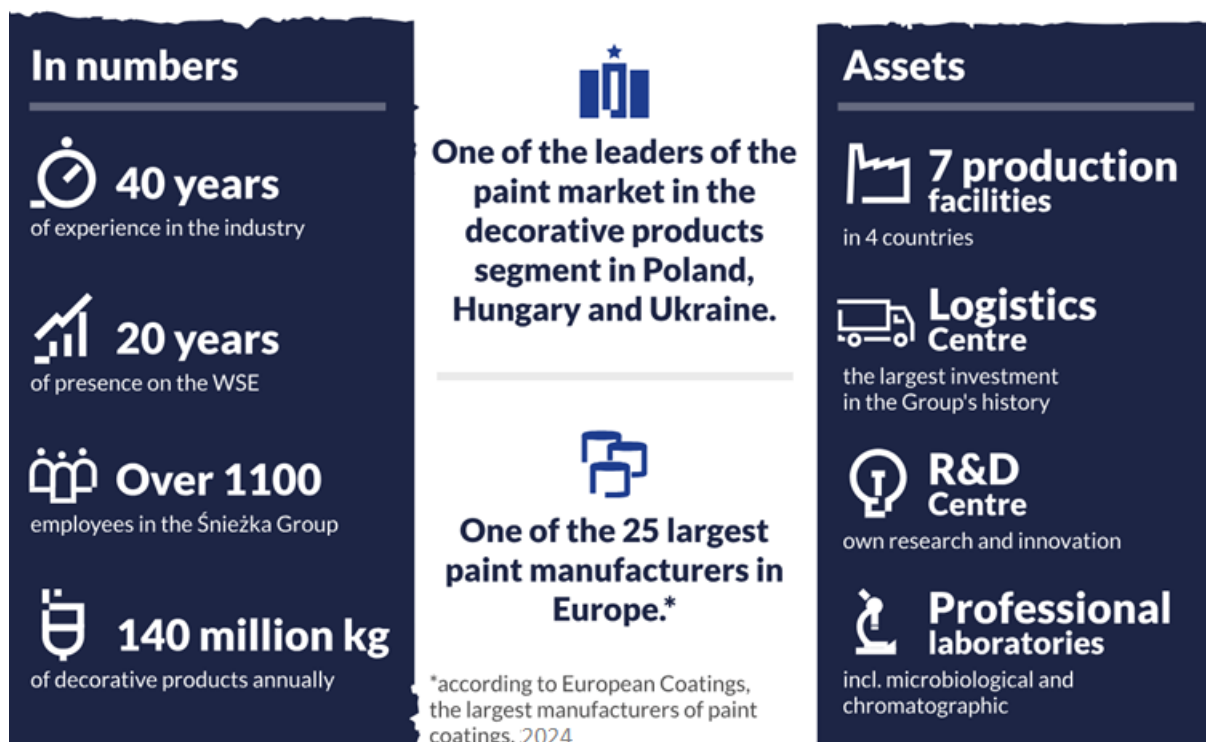 In numbers
40 years
of experience in the industry
20 years
of presence on the WSE
Over 1100
employees in the Śnieżka Group
140 million kg
of decorative products annually
One of the leaders of the
paint market in the
decorative products
segment in Poland,
Hungary and Ukraine.
One of the 25 largest
paint manufacturers in
Europe.*
*according to European Coatings,
the largest manufacturers of paint
coatings, 2024
Assets
7 production
facilities
in 4 countries
Logistics
Centre
the largest investment
in the Group's history
R&D
Centre
own research and innovation
Professional
laboratories
incl. microbiological and
chromatographic